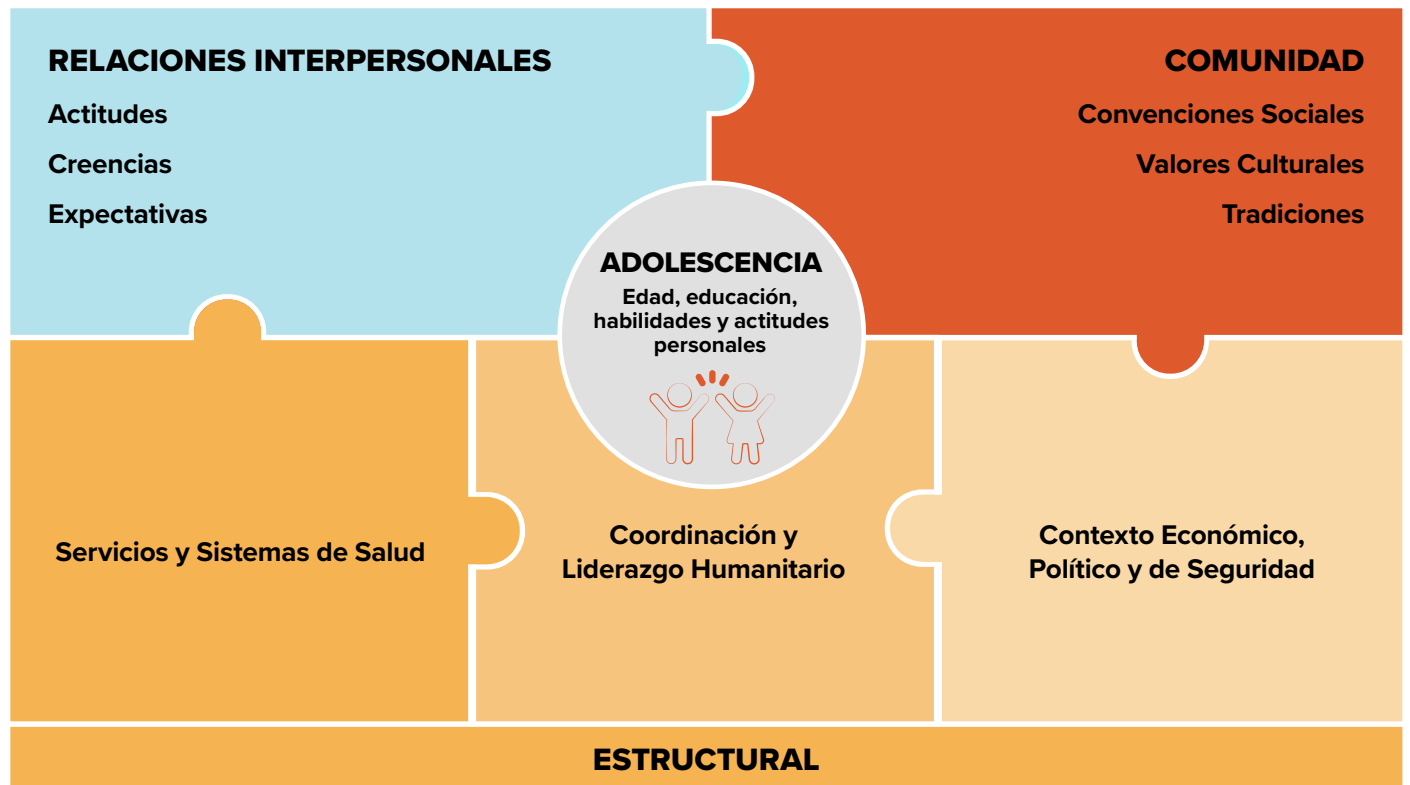 RELACIONES INTERPERSONALES
Actitudes
Creencias
Expectativas
COMUNIDAD
Convenciones Sociales
Valores Culturales
Tradiciones
ADOLESCENCIA
Edad, educación,
habilidades y actitudes
personales
Servicios y Sistemas de Salud
Coordinación y
Liderazgo Humanitario
Contexto Económico,
Político y de Seguridad
ESTRUCTURAL